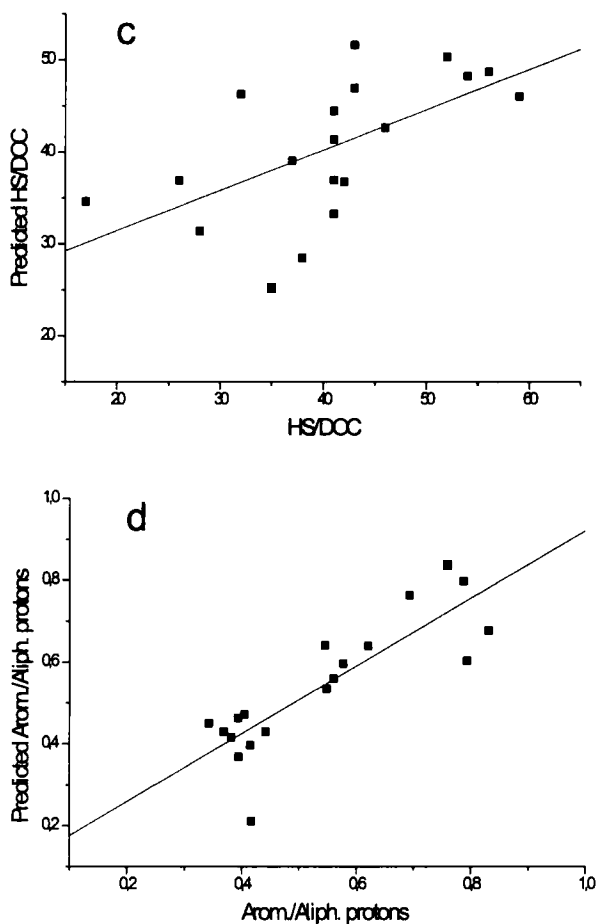 c
50
40
30
20
Predicted HS/DOC
20 30 40 50 60
HS/DOC
d
1,0
0,8
0,6
0,4
0,2
Predicted Arom./Aliph. protons
0,2 0,4 0,6 0,8 1,0
Arom./Aliph. protons